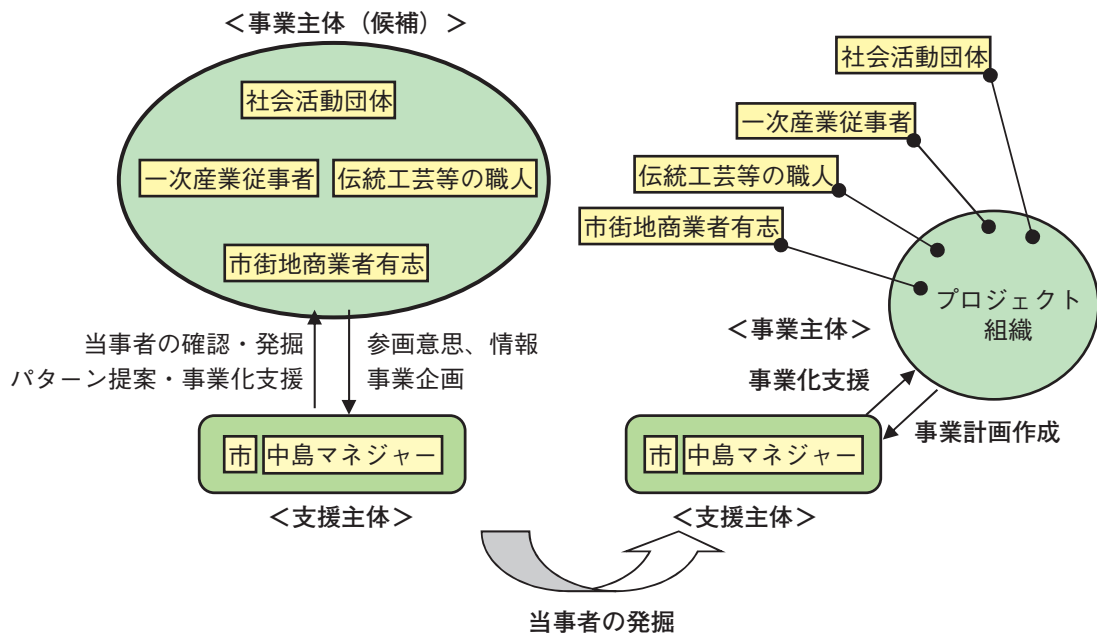 ＜事業主体（候補）＞
社会活動団体
一次産業従事者
伝統工芸等の職人
市街地商業者有志
当事者の確認・発掘
パターン提案・事業化支援
参画意思、情報
事業企画
市
中島マネジャー
＜支援主体＞
社会活動団体
一次産業従事者
伝統工芸等の職人
市街地商業者有志
プロジェクト
組織
＜事業主体＞
事業化支援
事業計画作成
市
中島マネジャー
＜支援主体＞
当事者の発掘